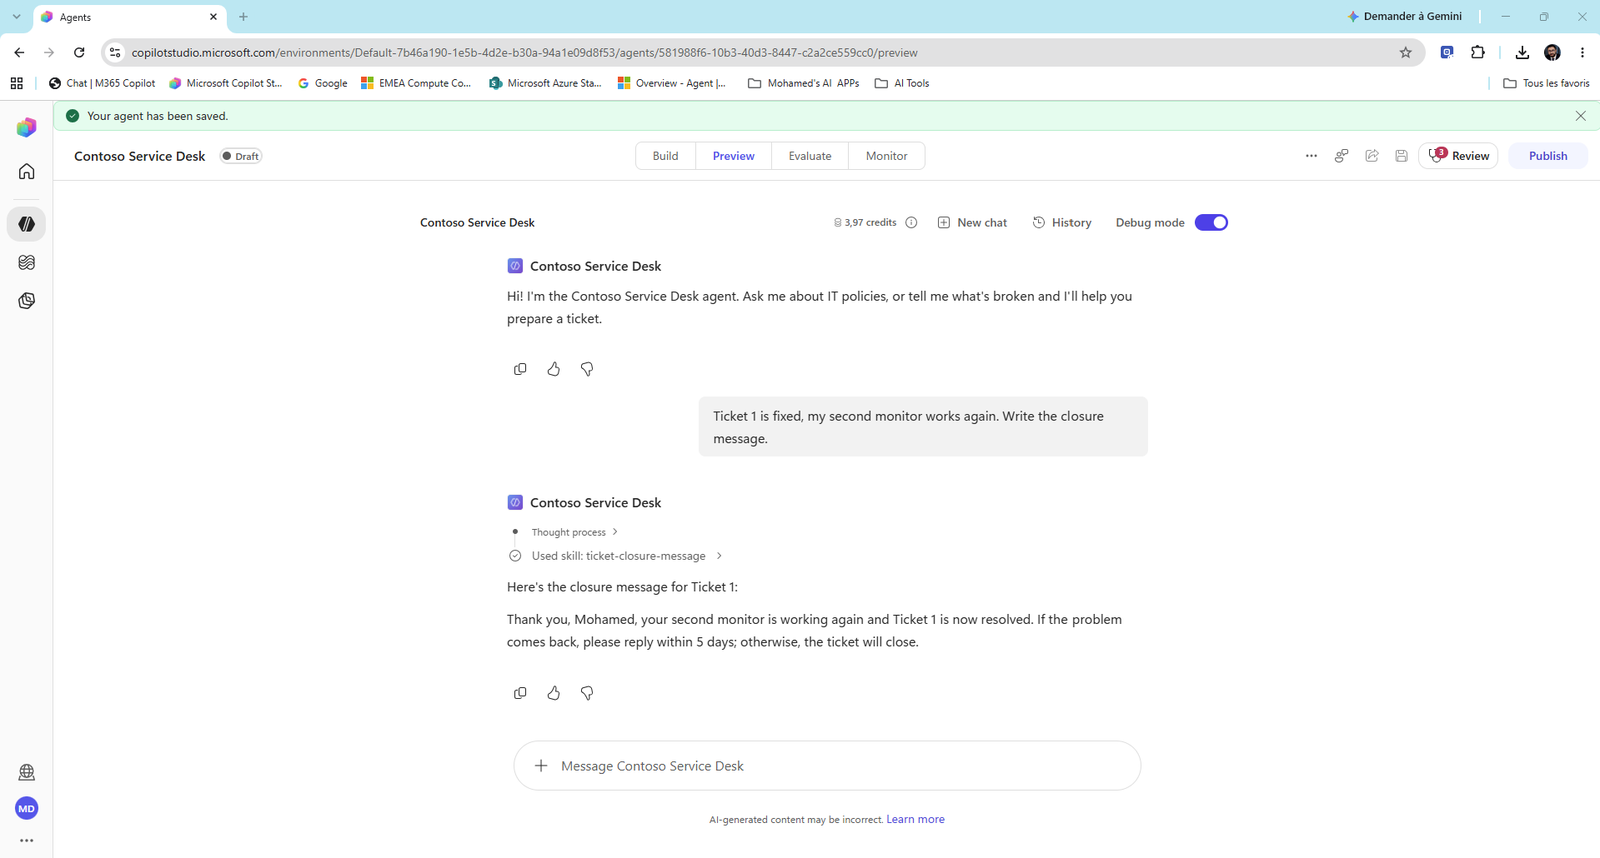 Agents
Demander à Gemini
copilotstudio.microsoft.com/environments/Default-7b46a190-1e5b-4d2e-b30a-94a1e09d8f53/agents/581988f6-10b3-40d3-8447-c2a2ce559cc0/preview
Chat | M365 Copilot
Microsoft Copilot St...
Google
EMEA Compute Co...
Microsoft Azure Sta...
Overview - Agent |...
Mohamed's AI APPs
AI Tools
Tous les favoris
Your agent has been saved.
Contoso Service Desk
Draft
Build
Preview
Evaluate
Monitor
3
Review
Publish
Contoso Service Desk
3,97 credits
New chat
History
Debug mode
Contoso Service Desk
Hi! I'm the Contoso Service Desk agent. Ask me about IT policies, or tell me what's broken and I'll help you
prepare a ticket.
Ticket 1 is fixed, my second monitor works again. Write the closure
message.
Contoso Service Desk
Thought process
Used skill: ticket-closure-message
Here's the closure message for Ticket 1:
Thank you, Mohamed, your second monitor is working again and Ticket 1 is now resolved. If the problem
comes back, please reply within 5 days; otherwise, the ticket will close.
Message Contoso Service Desk
MD
AI-generated content may be incorrect. Learn more